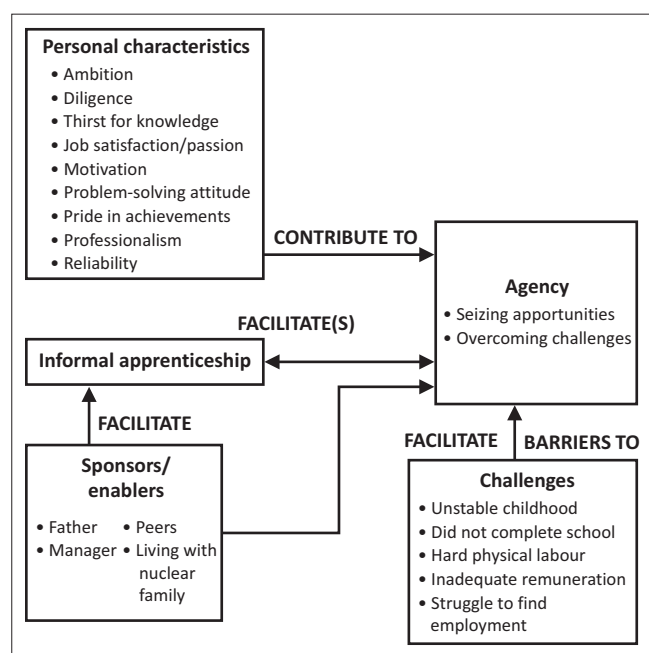 Personal characteristics
• Ambition
• Diligence
• Thirst for knowledge
• Job satisfaction/passion
• Motivation
• Problem-solving attitude
• Pride in achievements
• Professionalism
• Reliability
CONTRIBUTE TO
Agency
• Seizing apportunities
• Overcoming challenges
FACILITATE(S)
Informal apprenticeship
FACILITATE
Sponsors/
enablers
• Father
• Manager
• Peers
• Living with
nuclear
family
FACILITATE
BARRIERS TO
Challenges
• Unstable childhood
• Did not complete school
• Hard physical labour
• Inadequate remuneration
• Struggle to find
employment